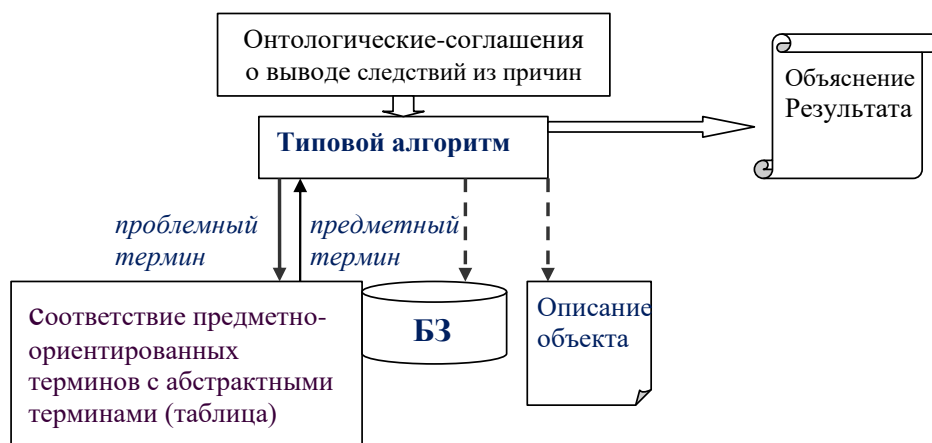 Онтологические-соглашения
о выводе следствий из причин
Объяснение
Результата
Типовой алгоритм
проблемный
термин
предметный
термин
Соответствие предметно-
ориентированных
терминов с абстрактными
терминами (таблица)
БЗ
Описание
объекта